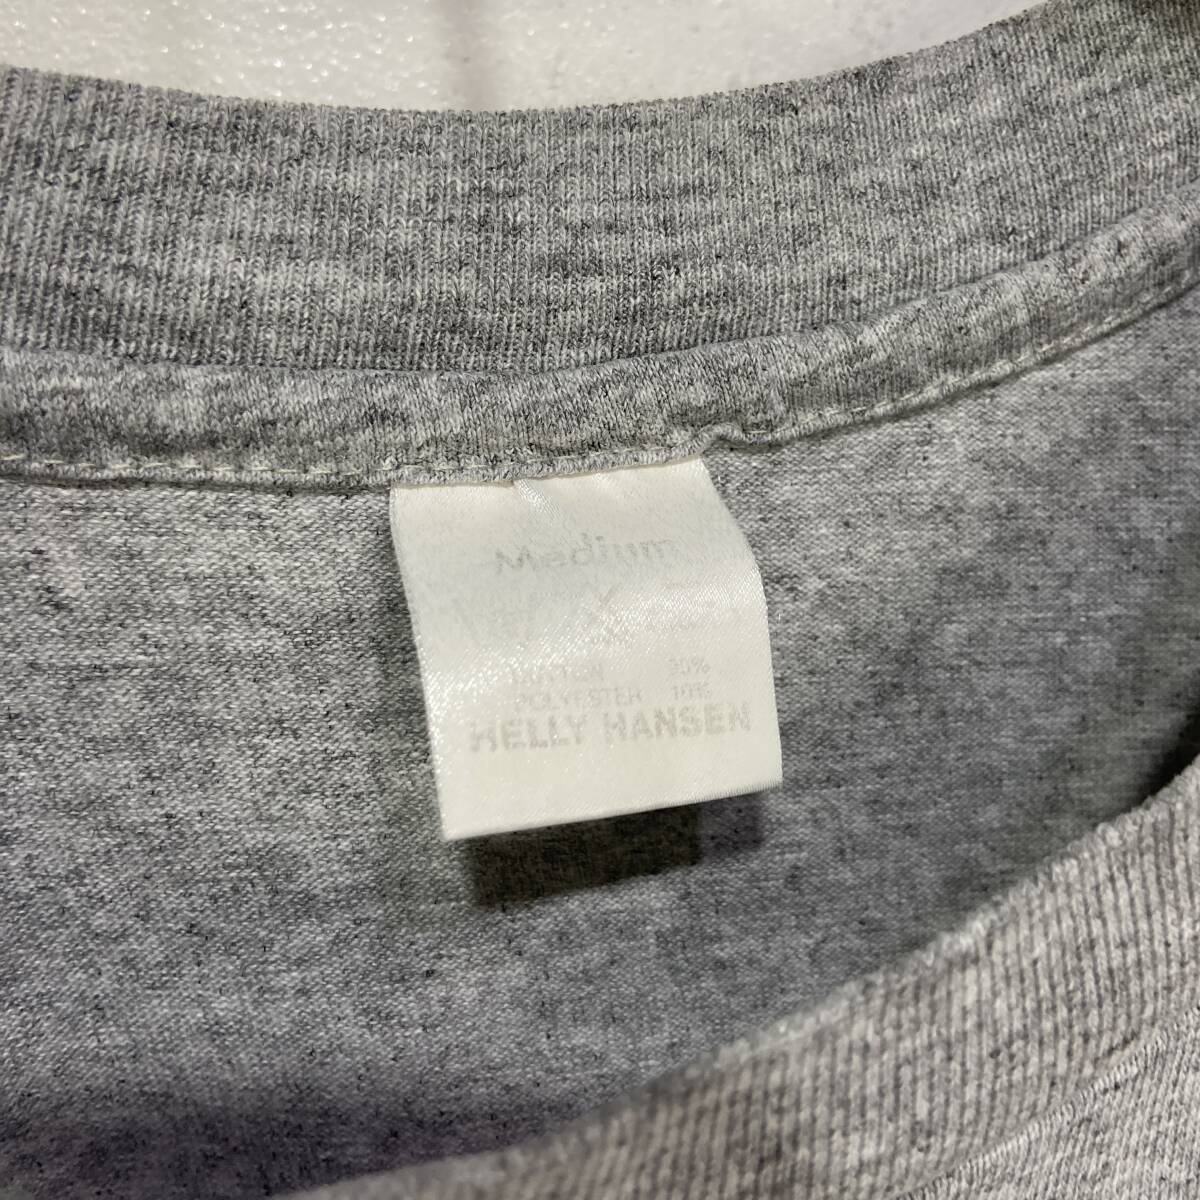 Medium
COTTON 90%
POLYESTER 10%
HELLY HANSEN